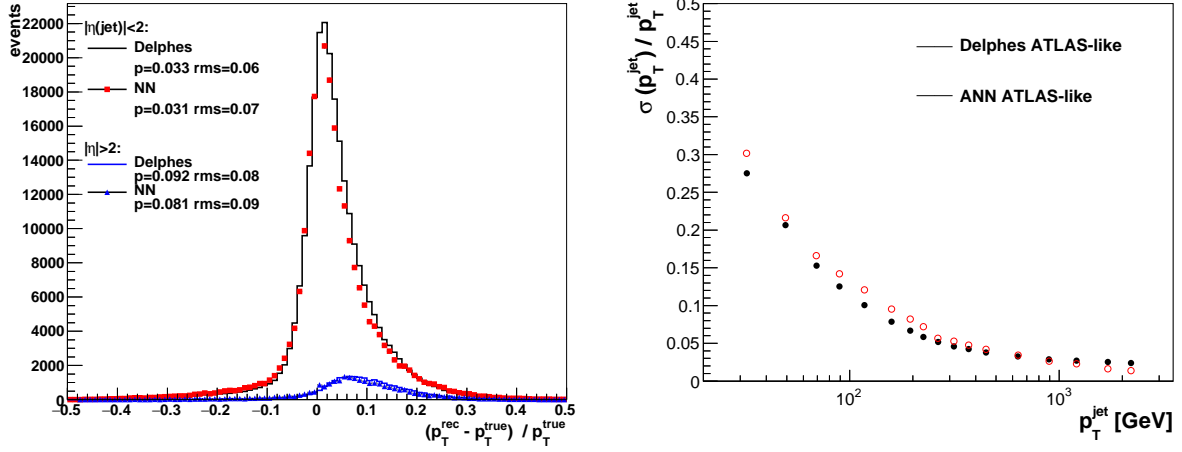 events
22000
20000
18000
16000
14000
12000
10000
8000
6000
4000
2000
0
|η(jet)|<2:
Delphes
p=0.033 rms=0.06
NN
p=0.031 rms=0.07
|η|>2:
Delphes
p=0.092 rms=0.08
NN
p=0.081 rms=0.09
−0.5 −0.4 −0.3 −0.2 −0.1 0 0.1 0.2 0.3 0.4 0.5
(p_T^rec - p_T^true) / p_T^true
σ (p_T^jet) / p_T^jet
0.5
0.45
0.4
0.35
0.3
0.25
0.2
0.15
0.1
0.05
0
Delphes ATLAS-like
ANN ATLAS-like
10² 10³
p_T^jet [GeV]